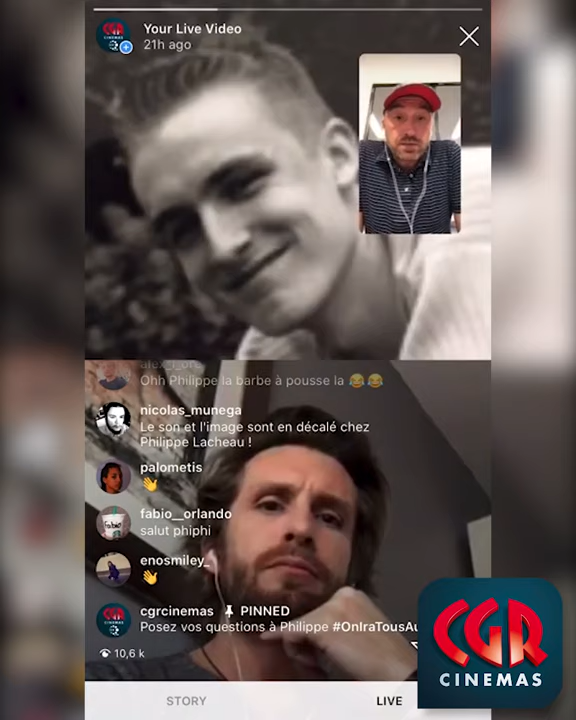 CGR
CINEMAS
Your Live Video
21h ago
Ohh Philippe la barbe à pousse la 😂😂
nicolas_munega
Le son et l'image sont en décalé chez
Philippe Lacheau !
palometis
👋
fabio__orlando
salut phiphi
enosmiley_
👋
cgrcinemas PINNED
Posez vos questions à Philippe #OnIraTousAu
10,6 k
CGR
CINEMAS
STORY LIVE